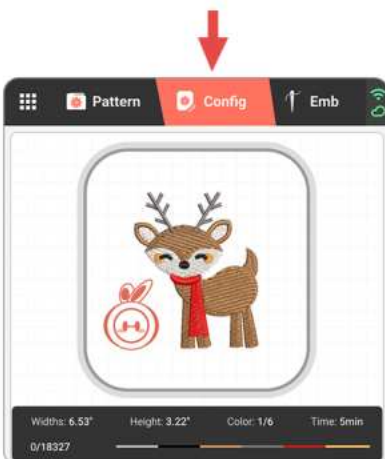 Pattern Config Emb
Widths: 6.53" Height: 3.22" Color: 1/6 Time: 5min
0/18327